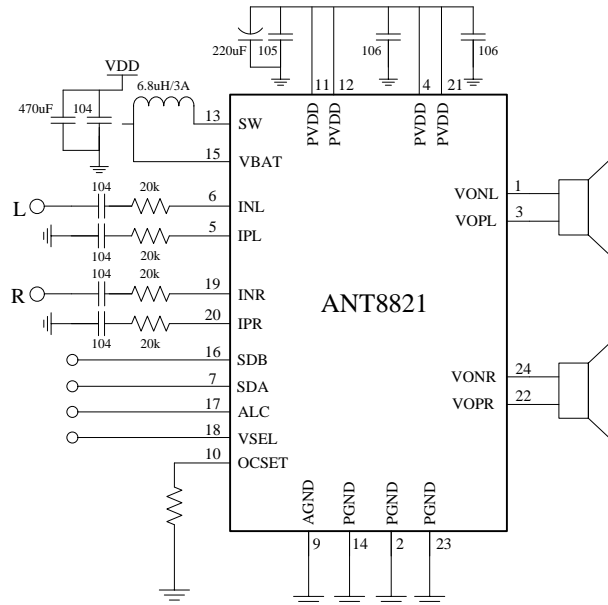 220uF
105
106
106
VDD
6.8uH/3A
11
12
4
21
470uF
104
13
SW
PVDD
PVDD
PVDD
PVDD
15
VBAT
104
20k
L
6
INL
VONL
1
5
IPL
VOPL
3
104
20k
104
20k
R
19
INR
ANT8821
20
IPR
104
20k
16
SDB
7
SDA
VONR
24
17
ALC
VOPR
22
18
VSEL
10
OCSET
AGND
PGND
PGND
PGND
9
14
2
23